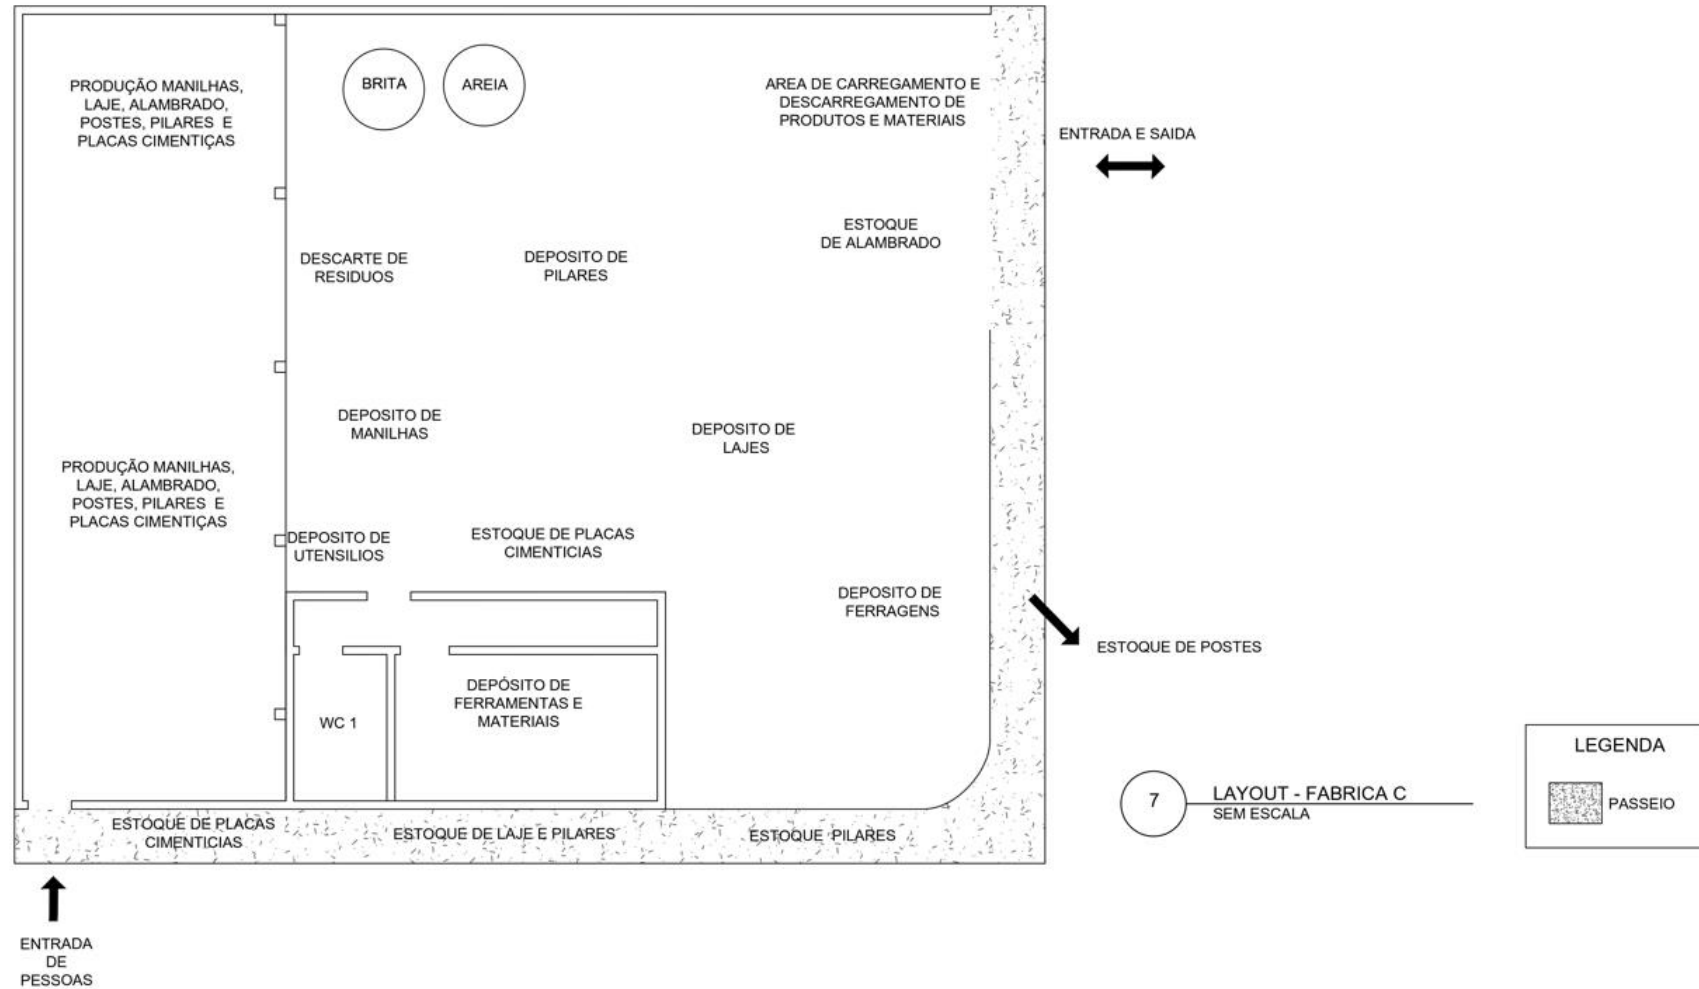 PRODUÇÃO MANILHAS,
LAJE, ALAMBRADO,
POSTES, PILARES E
PLACAS CIMENTIÇAS
BRITA
AREIA
AREA DE CARREGAMENTO E
DESCARREGAMENTO DE
PRODUTOS E MATERIAIS
ENTRADA E SAIDA
DESCARTE DE
RESIDUOS
DEPOSITO DE
PILARES
ESTOQUE
DE ALAMBRADO
DEPOSITO DE
MANILHAS
DEPOSITO DE
LAJES
PRODUÇÃO MANILHAS,
LAJE, ALAMBRADO,
POSTES, PILARES E
PLACAS CIMENTIÇAS
DEPOSITO DE
UTENSILIOS
ESTOQUE DE PLACAS
CIMENTICIAS
DEPOSITO DE
FERRAGENS
ESTOQUE DE POSTES
WC 1
DEPÓSITO DE
FERRAMENTAS E
MATERIAIS
ESTOQUE DE PLACAS
CIMENTICIAS
ESTOQUE DE LAJE E PILARES
ESTOQUE PILARES
ENTRADA
DE
PESSOAS
7
LAYOUT - FABRICA C
SEM ESCALA
LEGENDA
PASSEIO